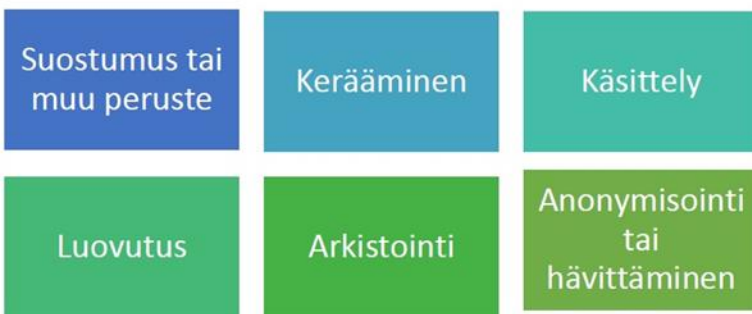 Suostumus tai
muu peruste
Kerääminen
Käsittely
Luovutus
Arkistointi
Anonymisointi
tai
hävittäminen